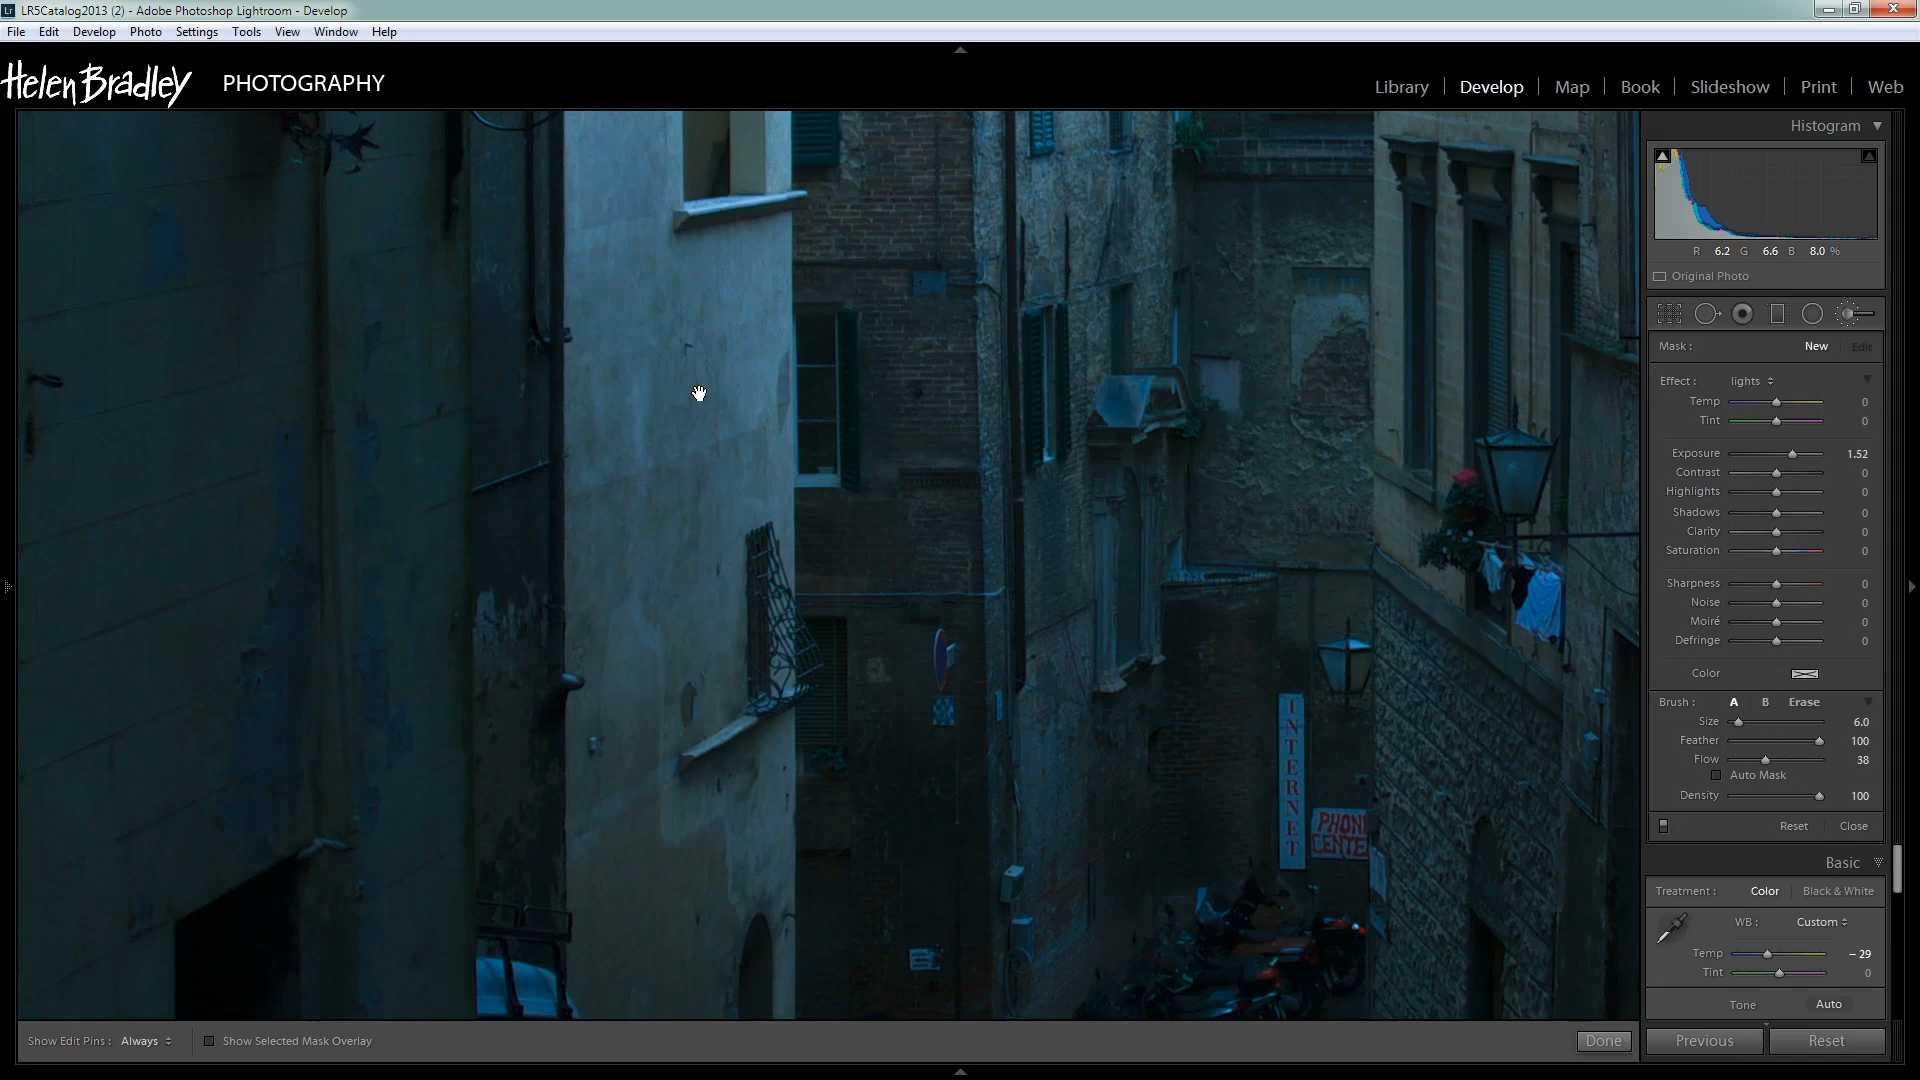 LR5Catalog2013 (2) - Adobe Photoshop Lightroom - Develop
File Edit Develop Photo Settings Tools View Window Help
Helen Bradley PHOTOGRAPHY
Library Develop Map Book Slideshow Print Web
Histogram
R 6.2 G 6.6 B 8.0 %
Original Photo
Mask : New Edit
Effect : lights
Temp 0
Tint 0
Exposure 1.52
Contrast 0
Highlights 0
Shadows 0
Clarity 0
Saturation 0
Sharpness 0
Noise 0
Moiré 0
Defringe 0
Color
Brush : A B Erase
Size 6.0
Feather 100
Flow 38
Auto Mask
Density 100
Reset Close
Basic
Treatment : Color Black & White
WB : Custom
Temp – 29
Tint 0
Tone Auto
Previous Reset
INTERNET
PHON
CENTE
Show Edit Pins : Always Show Selected Mask Overlay Done